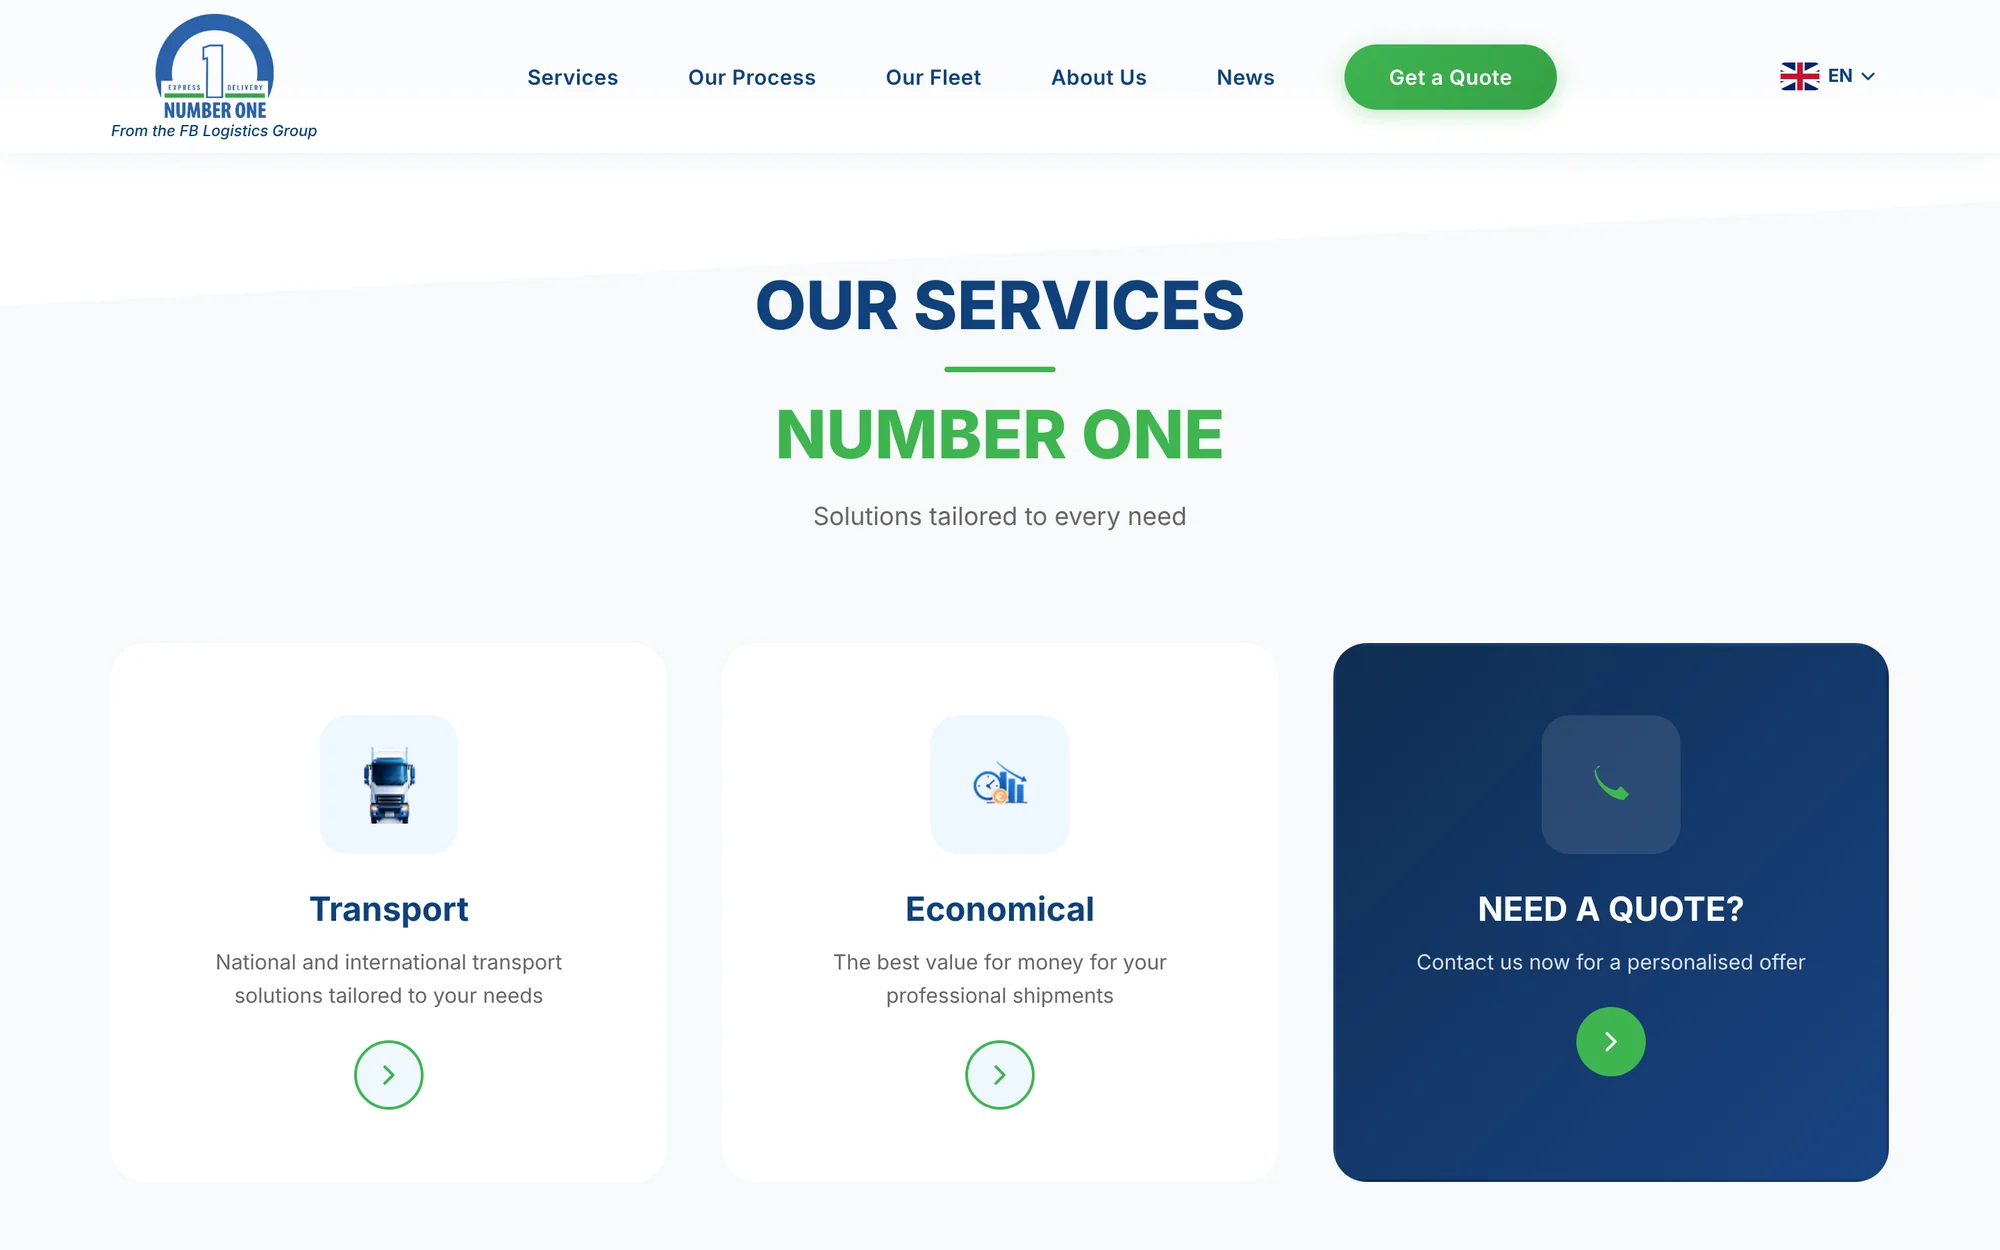 1
EXPRESS DELIVERY
NUMBER ONE
From the FB Logistics Group
Services
Our Process
Our Fleet
About Us
News
Get a Quote
EN
OUR SERVICES
NUMBER ONE
Solutions tailored to every need
Transport
National and international transport
solutions tailored to your needs
Economical
The best value for money for your
professional shipments
NEED A QUOTE?
Contact us now for a personalised offer